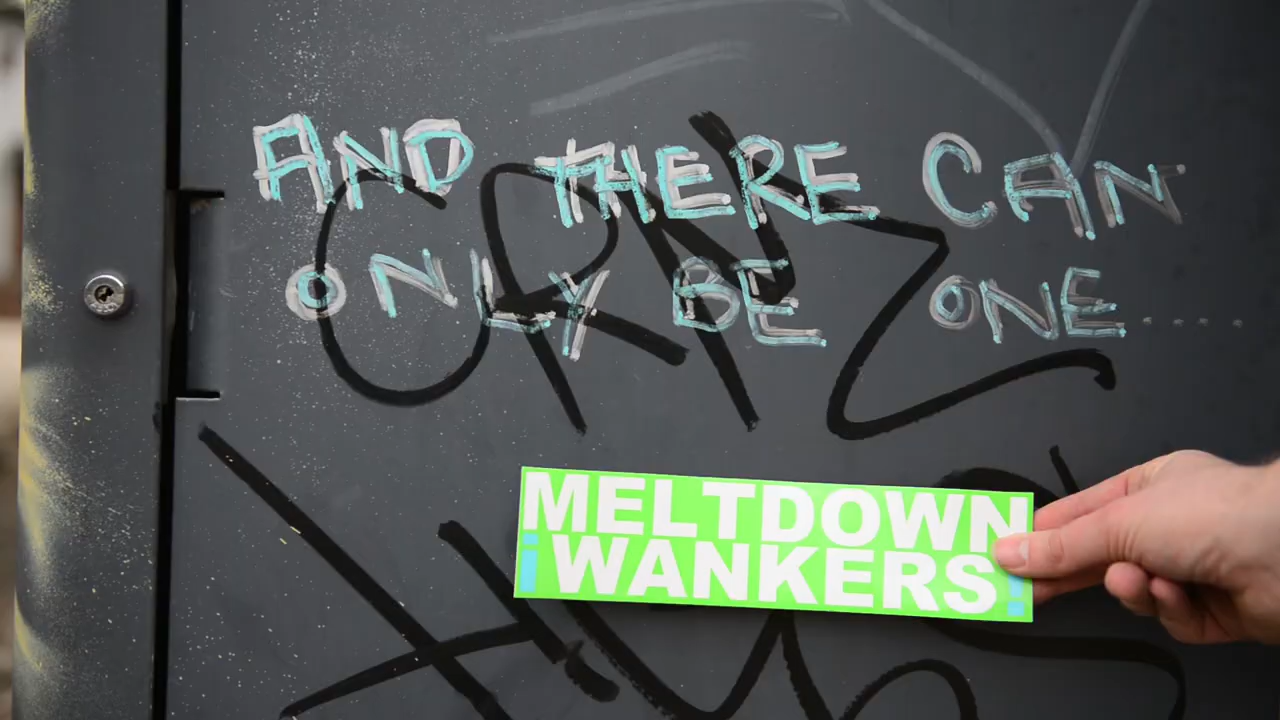 AND THERE CAN
ONLY BE ONE.....
MELTDOWN
¡WANKERS!